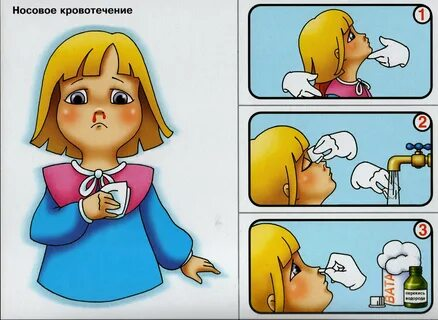 Носовое кровотечение
1
2
3
ВАТА
перекись
водорода